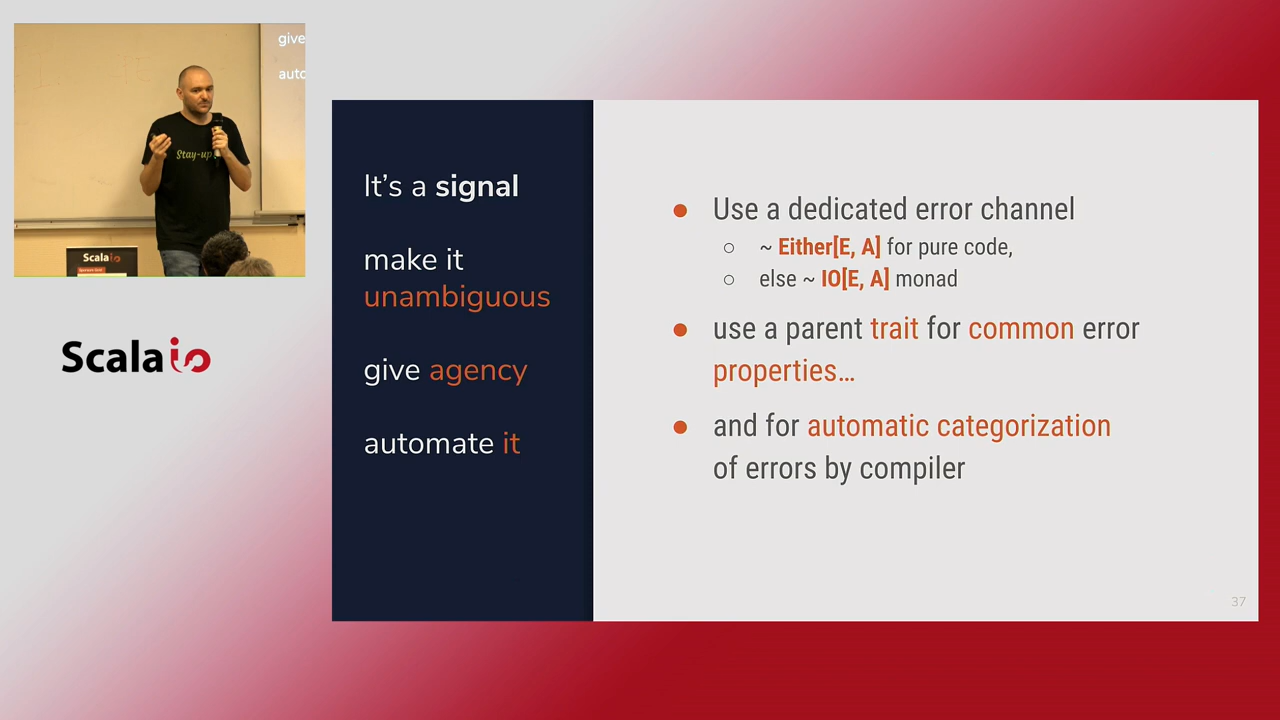 give
auto
Stay-up
Scalaio
Scalaio
It's a signal
make it
unambiguous
give agency
automate it
● Use a dedicated error channel
○ ~ Either[E, A] for pure code,
○ else ~ IO[E, A] monad
● use a parent trait for common error
properties…
● and for automatic categorization
of errors by compiler
37